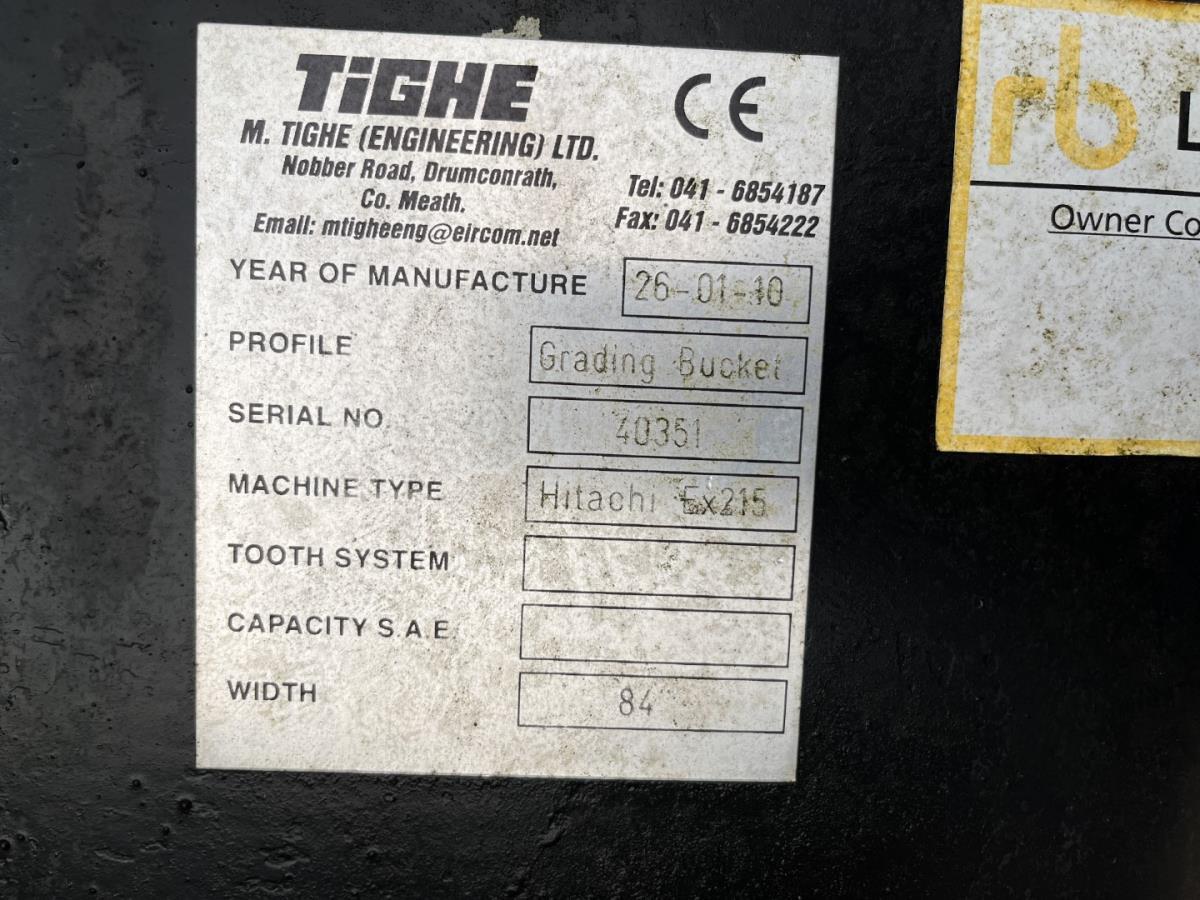 TiGHE
CE
M. TIGHE (ENGINEERING) LTD.
Nobber Road, Drumconrath,
Co. Meath.
Email: mtigheeng@eircom.net
Tel: 041 - 6854187
Fax: 041 - 6854222
YEAR OF MANUFACTURE 26-01-10
PROFILE Grading Bucket
SERIAL NO 40351
MACHINE TYPE Hitachi Ex215
TOOTH SYSTEM
CAPACITY S.A.E.
WIDTH 84
rb L
Owner Co